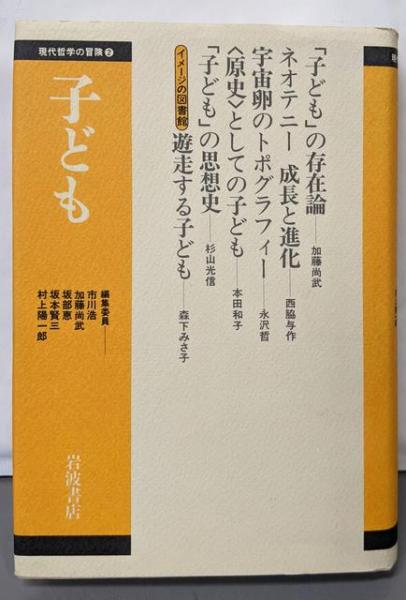 現代哲学の冒険②
子ども
編集委員
市川浩
加藤尚武
坂部恵
坂本賢三
村上陽一郎
岩波書店
「子ども」の存在論――加藤尚武
ネオテニー 成長と進化――西脇与作
宇宙卵のトポグラフィー――永沢哲
〈原史〉としての子ども――本田和子
「子ども」の思想史――杉山光信
イメージの図書館 遊走する子ども――森下みさ子